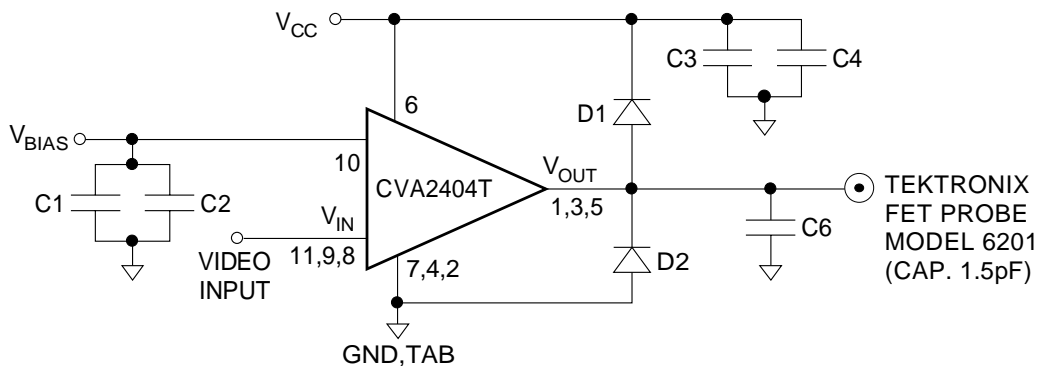 V_CC
C3
C4
6
D1
V_BIAS
10
CVA2404T
V_OUT
1,3,5
C1
C2
V_IN
11,9,8
VIDEO
INPUT
7,4,2
D2
C6
TEKTRONIX
FET PROBE
MODEL 6201
(CAP. 1.5pF)
GND,TAB